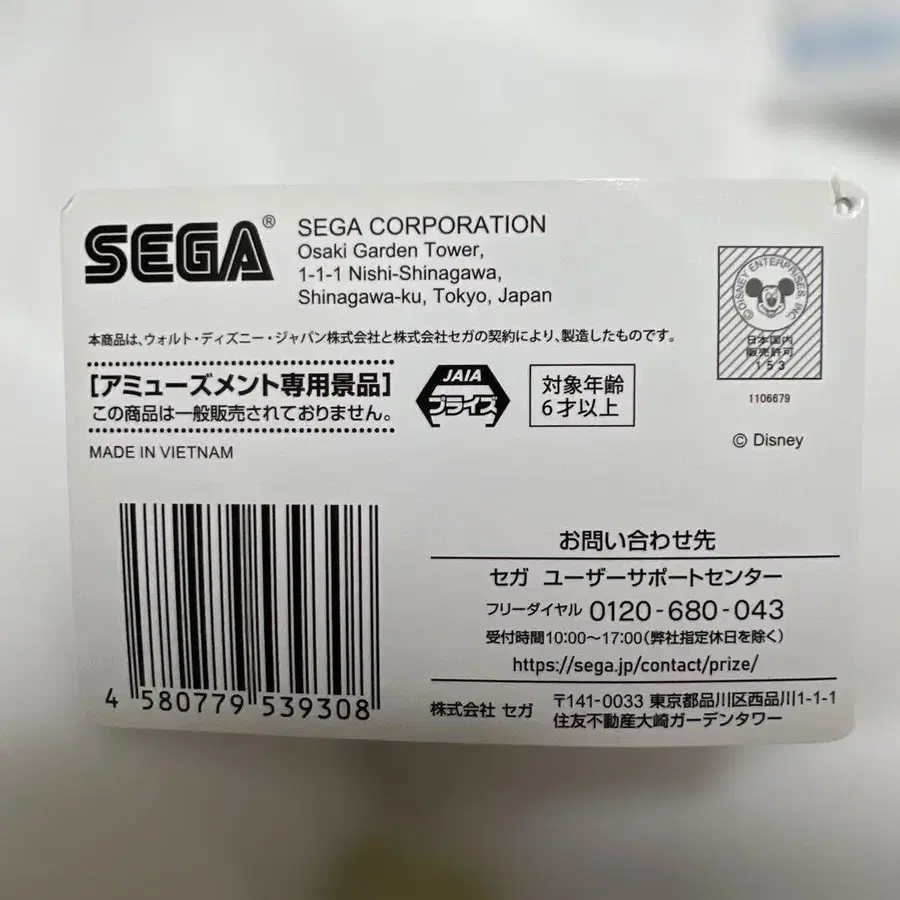 SEGA®
SEGA CORPORATION
Osaki Garden Tower,
1-1-1 Nishi-Shinagawa,
Shinagawa-ku, Tokyo, Japan
本商品は、ウォルト・ディズニー・ジャパン株式会社と株式会社セガの契約により、製造したものです。
[アミューズメント専用景品]
この商品は一般販売されておりません。
JAIA
プライズ
対象年齢
6才以上
©DISNEY ENTERPRISES, INC.
日本国内
販売許可
153
1106679
© Disney
MADE IN VIETNAM
4 580779 539308
お問い合わせ先
セガ ユーザーサポートセンター
フリーダイヤル 0120-680-043
受付時間10:00〜17:00(弊社指定休日を除く)
https://sega.jp/contact/prize/
株式会社 セガ
〒141-0033 東京都品川区西品川1-1-1
住友不動産大崎ガーデンタワー